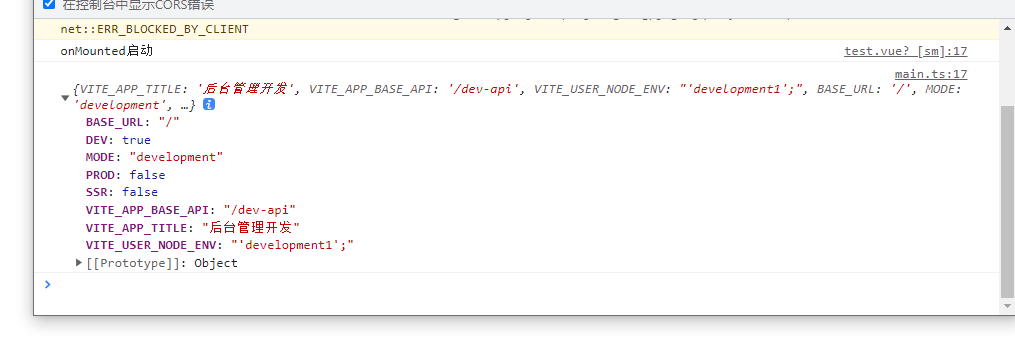 在控制台中显示CORS错误
net::ERR_BLOCKED_BY_CLIENT
onMounted启动 test.vue? [sm]:17
main.ts:17
{VITE_APP_TITLE: '后台管理开发', VITE_APP_BASE_API: '/dev-api', VITE_USER_NODE_ENV: "'development1';", BASE_URL: '/', MODE:
'development', …} i
BASE_URL: "/"
DEV: true
MODE: "development"
PROD: false
SSR: false
VITE_APP_BASE_API: "/dev-api"
VITE_APP_TITLE: "后台管理开发"
VITE_USER_NODE_ENV: "'development1';"
[[Prototype]]: Object